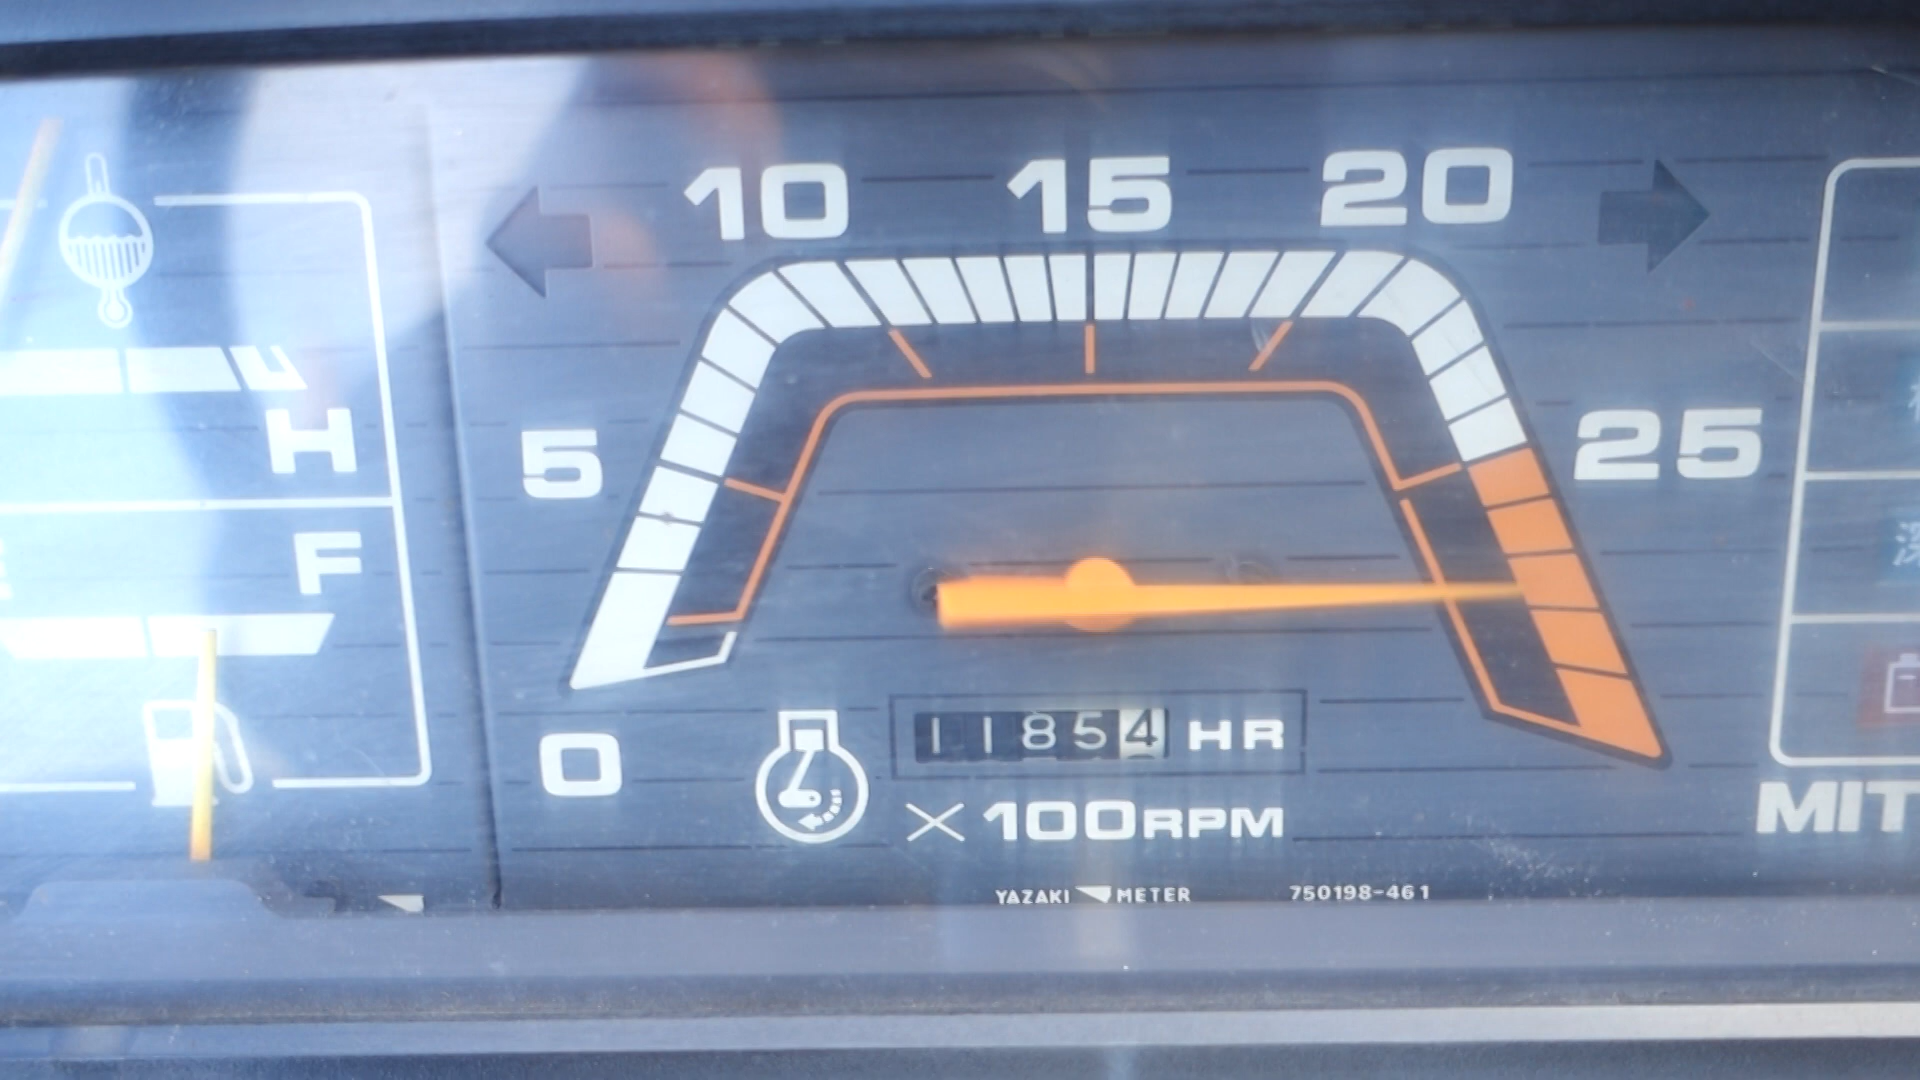 10 15 20
H
5 25
F
0
11854 HR
×100RPM
MIT
YAZAKI METER 750198-461